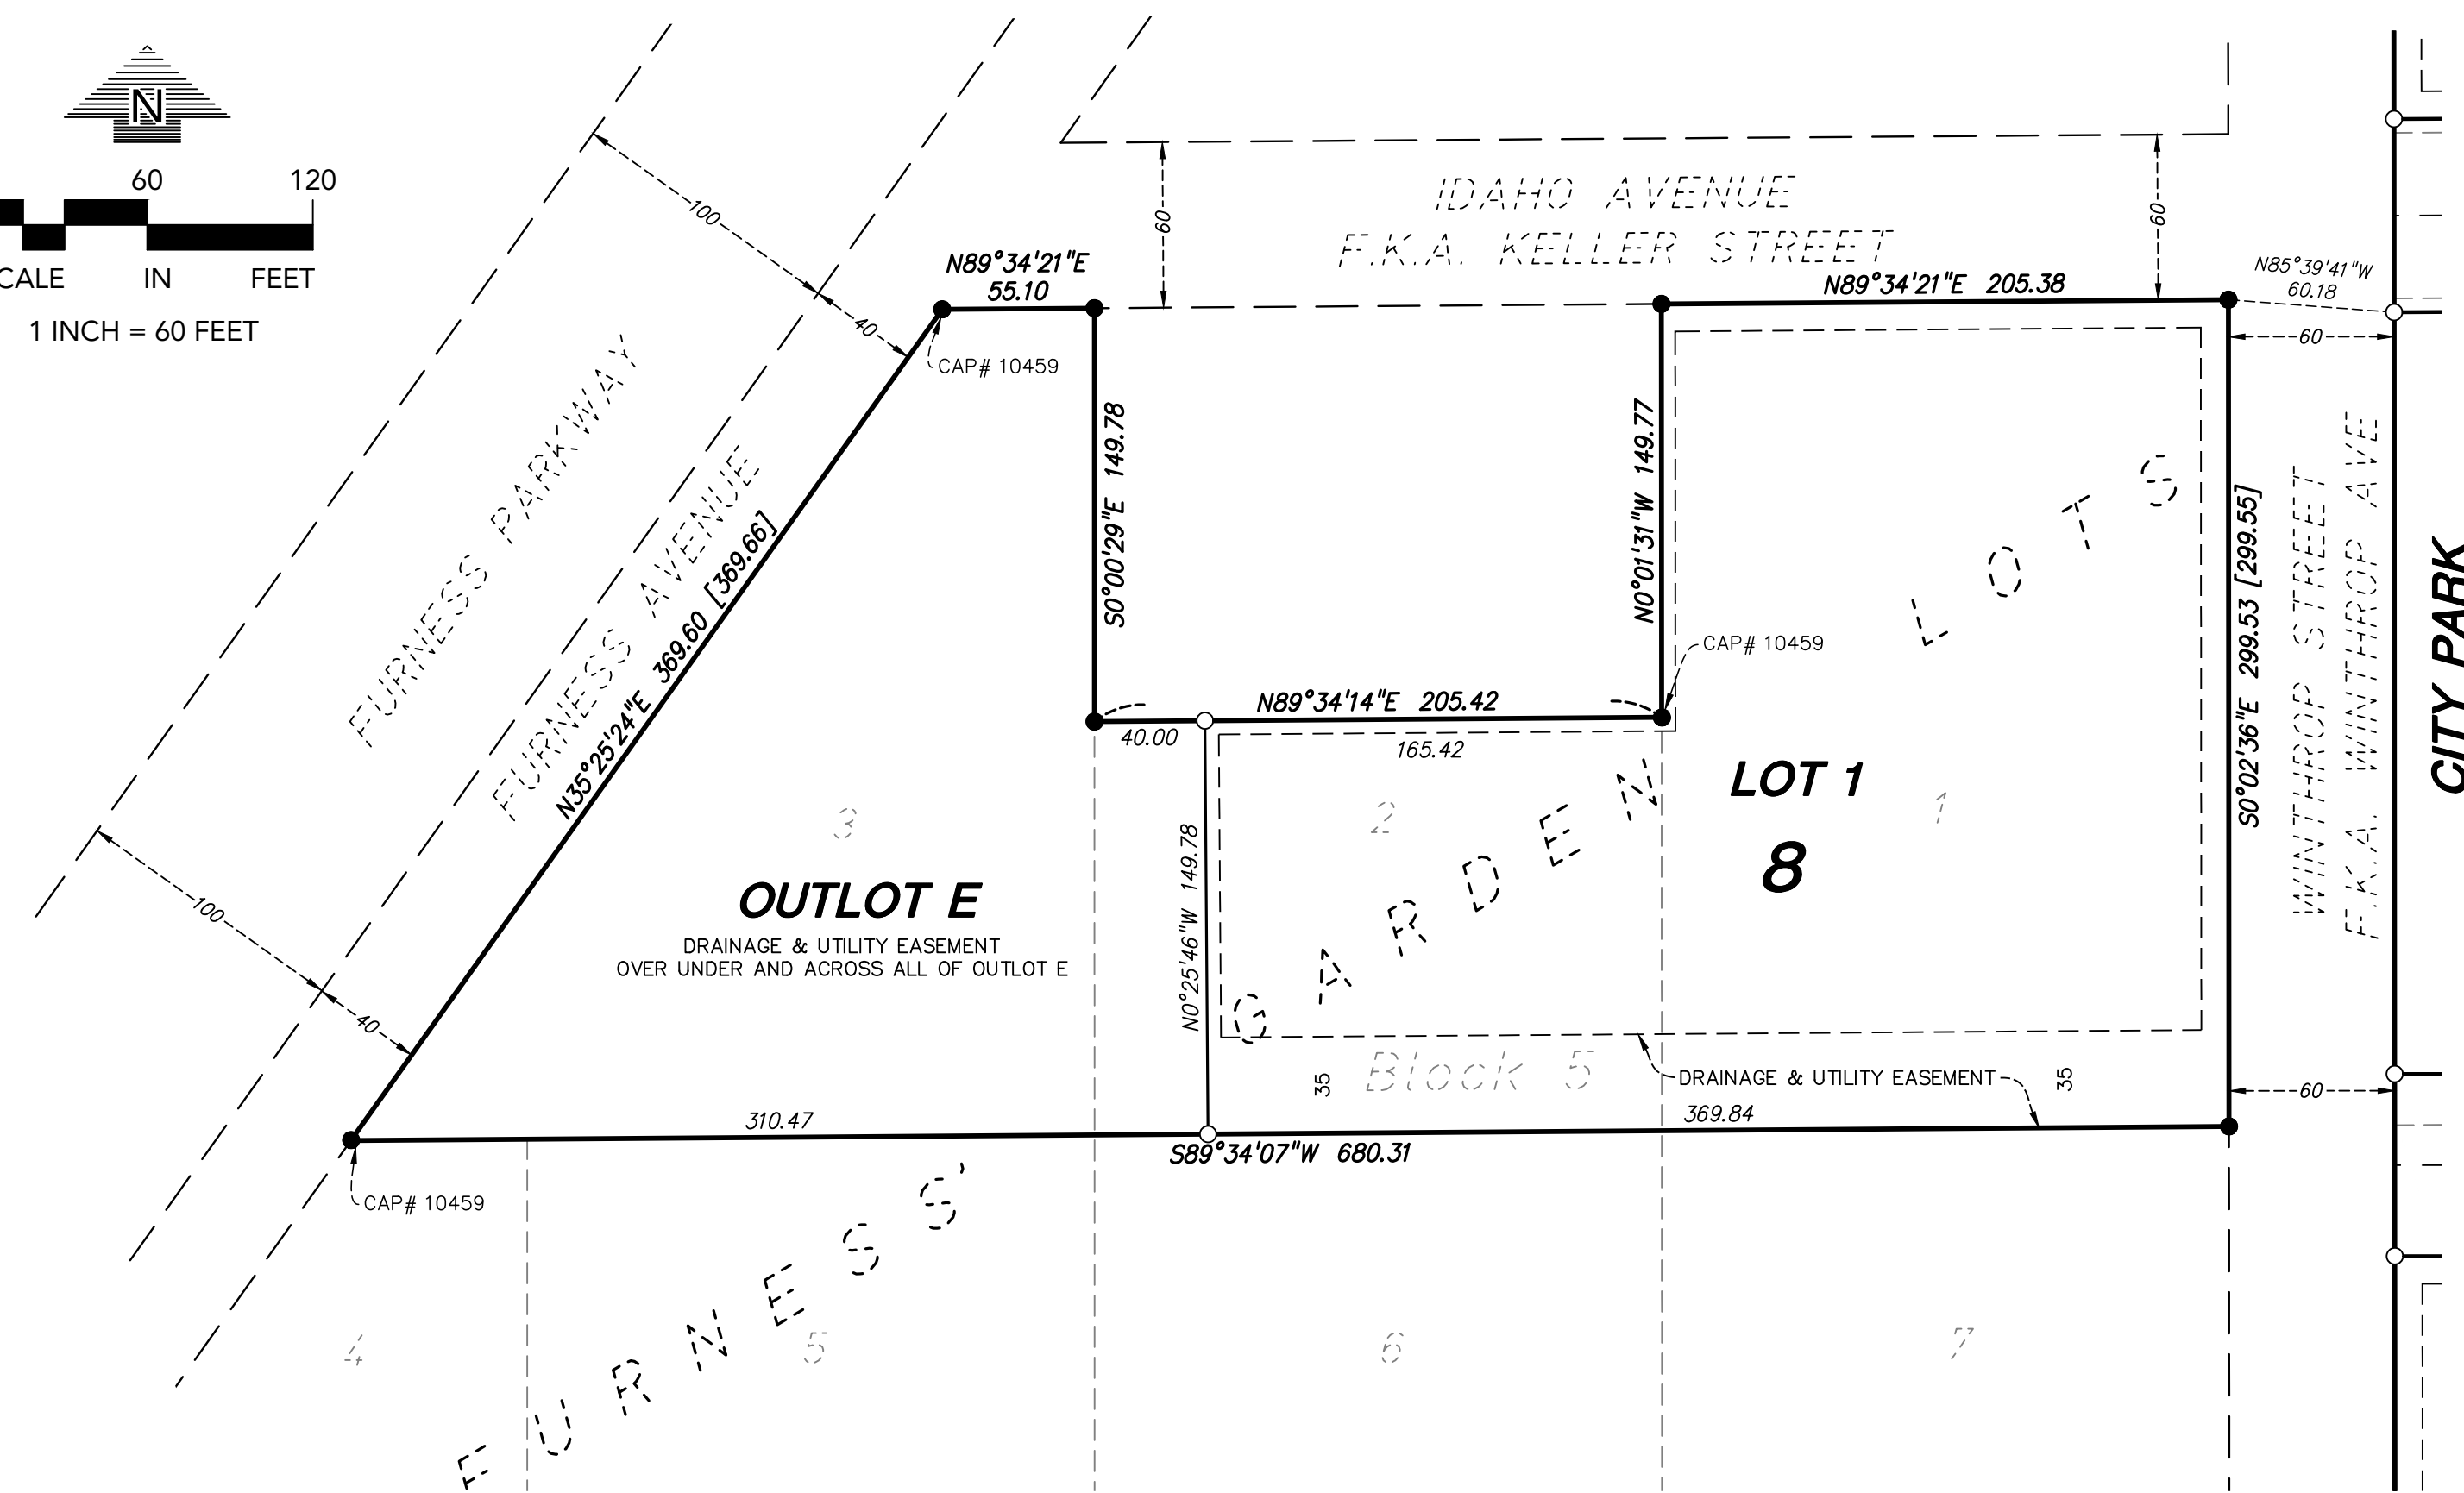 N
60 120
CALE IN FEET
1 INCH = 60 FEET
100
40
60
IDAHO AVENUE
F.K.A. KELLER STREET
60
N89°34'21"E
55.10
N89°34'21"E 205.38
N85°39'41"W
60.18
60
CAP# 10459
FURNESS PARKWAY
FURNESS AVENUE
N35°25'24"E 369.60 [369.66]
S0°00'29"E 149.78
N0°01'31"W 149.77
CAP# 10459
LOTS
S0°02'36"E 299.53 [299.55]
WINTHROP STREET
F.K.A. WINTHROP AVE
CITY PARK
N89°34'14"E 205.42
40.00
165.42
LOT 1
8
3
2
1
GARDEN
N0°25'46"W 149.78
OUTLOT E
DRAINAGE & UTILITY EASEMENT
OVER UNDER AND ACROSS ALL OF OUTLOT E
100
40
Block 5
35
DRAINAGE & UTILITY EASEMENT
35
60
310.47
369.84
S89°34'07"W 680.31
CAP# 10459
FURNESS'
4
5
6
7